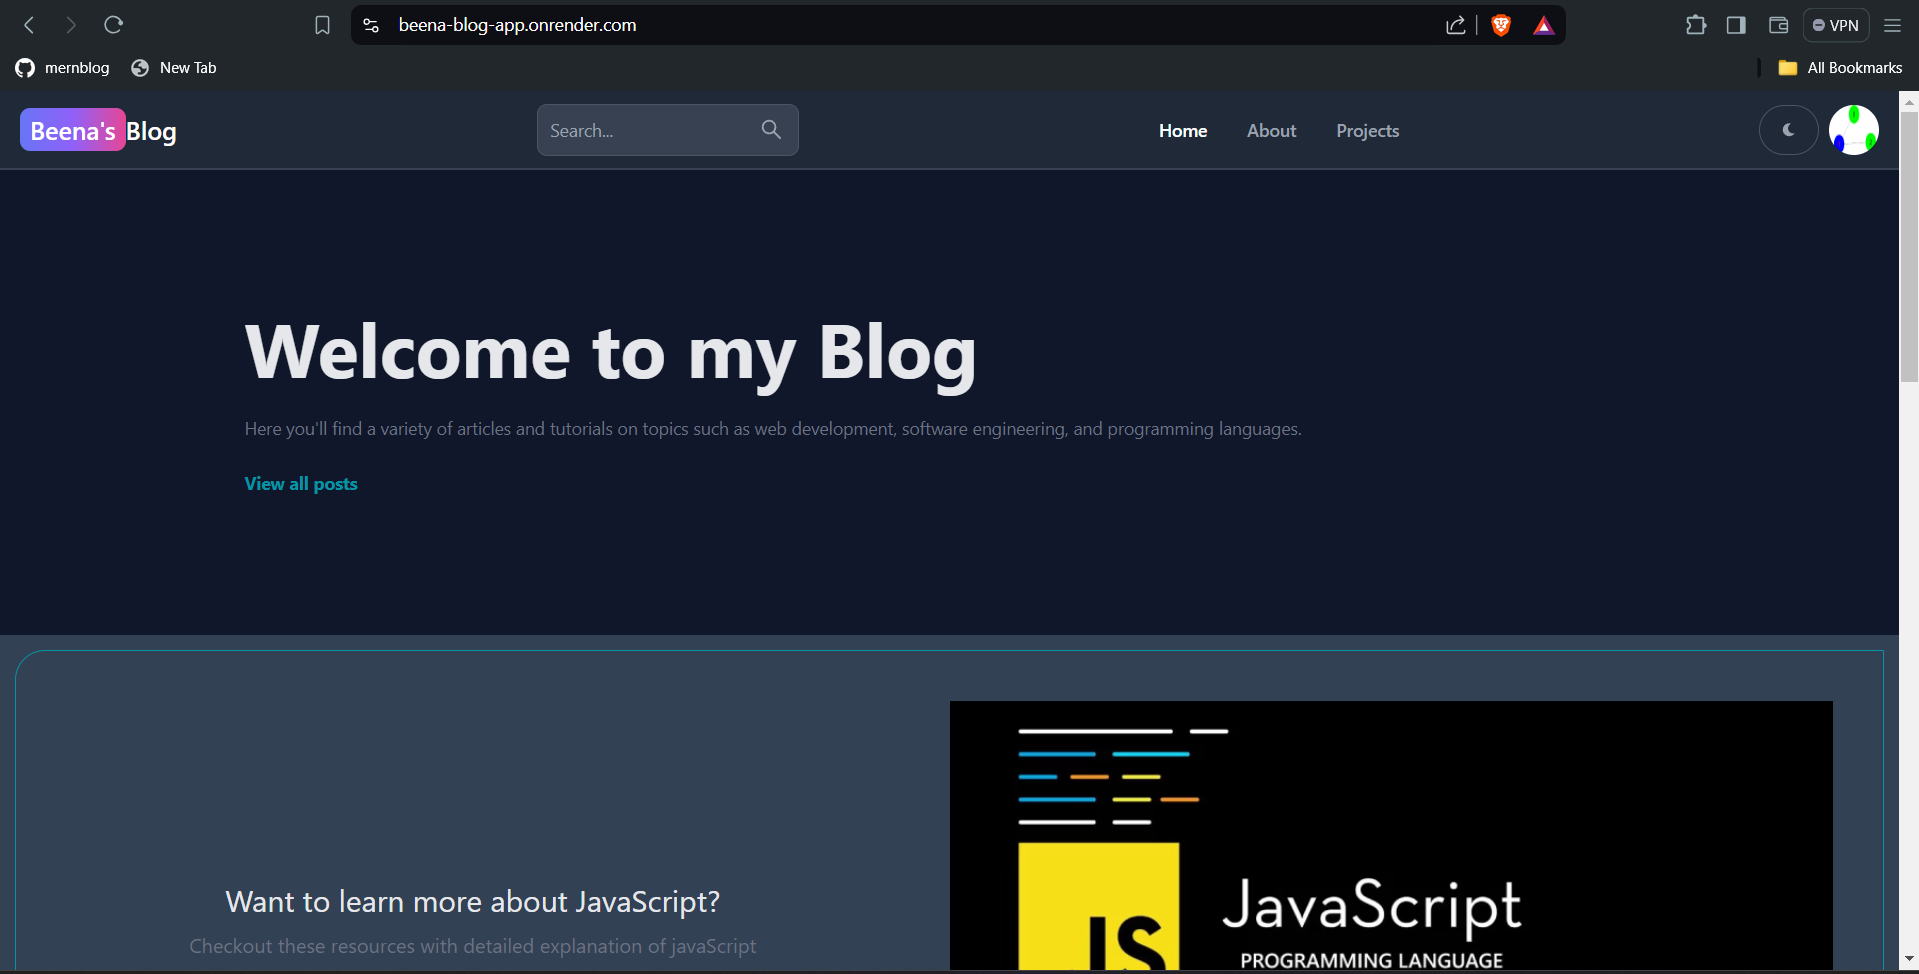 beena-blog-app.onrender.com
VPN
mernblog
New Tab
All Bookmarks
Beena's Blog
Search...
Home
About
Projects
Welcome to my Blog
Here you'll find a variety of articles and tutorials on topics such as web development, software engineering, and programming languages.
View all posts
Want to learn more about JavaScript?
Checkout these resources with detailed explanation of javaScript
JS
JavaScript
PROGRAMMING LANGUAGE